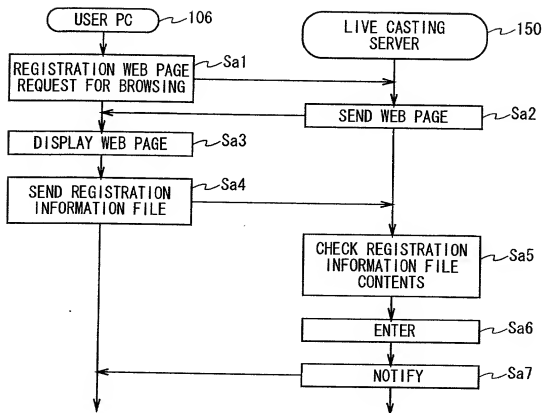 USER PC
106
LIVE CASTING
SERVER
150
REGISTRATION WEB PAGE
REQUEST FOR BROWSING
Sa1
SEND WEB PAGE
Sa2
DISPLAY WEB PAGE
Sa3
SEND REGISTRATION
INFORMATION FILE
Sa4
CHECK REGISTRATION
INFORMATION FILE
CONTENTS
Sa5
ENTER
Sa6
NOTIFY
Sa7